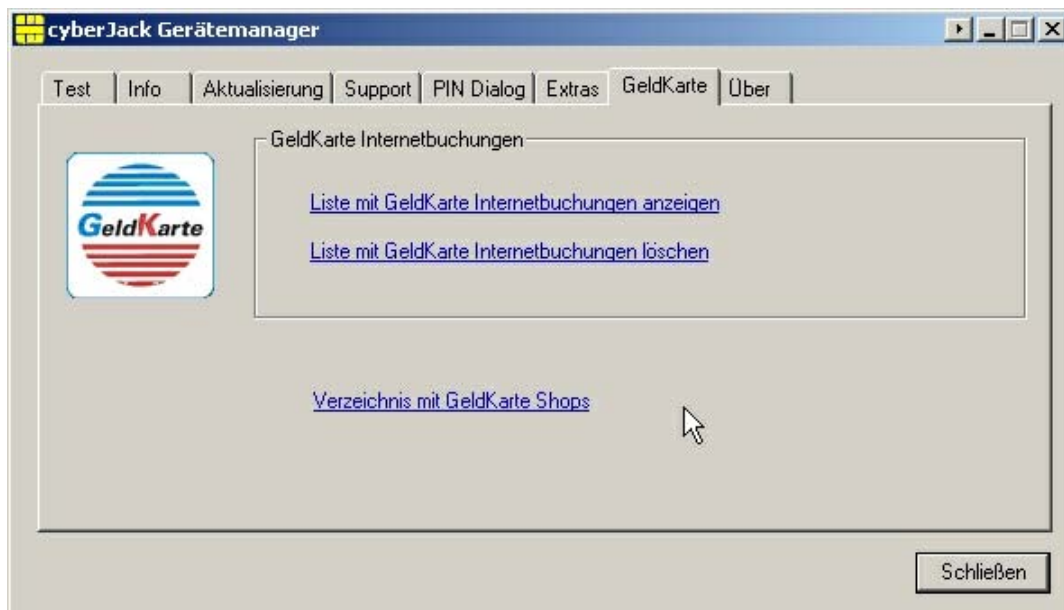 cyberJack Gerätemanager
Test Info Aktualisierung Support PIN Dialog Extras GeldKarte Über
GeldKarte Internetbuchungen
GeldKarte
Liste mit GeldKarte Internetbuchungen anzeigen
Liste mit GeldKarte Internetbuchungen löschen
Verzeichnis mit GeldKarte Shops
Schließen